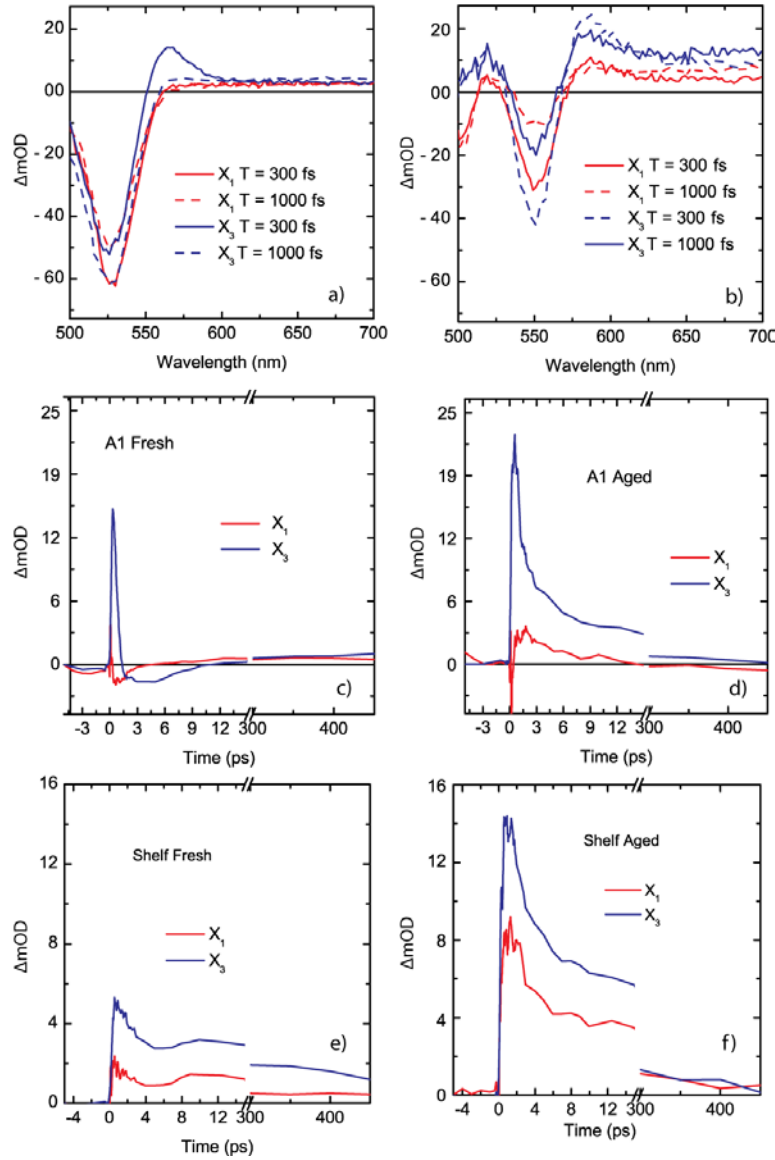 00
- 20
- 40
- 60
ΔmOD
X1 T = 300 fs
X1 T = 1000 fs
X3 T = 300 fs
X3 T = 1000 fs
a)
500 550 600 650 700
Wavelength (nm)
20
00
- 20
- 40
- 60
ΔmOD
X1 T = 300 fs
X1 T = 1000 fs
X3 T = 300 fs
X3 T = 1000 fs
b)
500 550 600 650 700
Wavelength (nm)
25
19
12
6
0
ΔmOD
A1 Fresh
X1
X3
c)
-3 0 3 6 9 12 300 400
Time (ps)
25
19
12
6
0
ΔmOD
A1 Aged
X1
X3
d)
-3 0 3 6 9 12 300 400
Time (ps)
16
12
8
4
0
ΔmOD
Shelf Fresh
X1
X3
e)
-4 0 4 8 12 300 400
Time (ps)
16
12
8
4
0
ΔmOD
Shelf Aged
X1
X3
f)
-4 0 4 8 12 300 400
Time (ps)